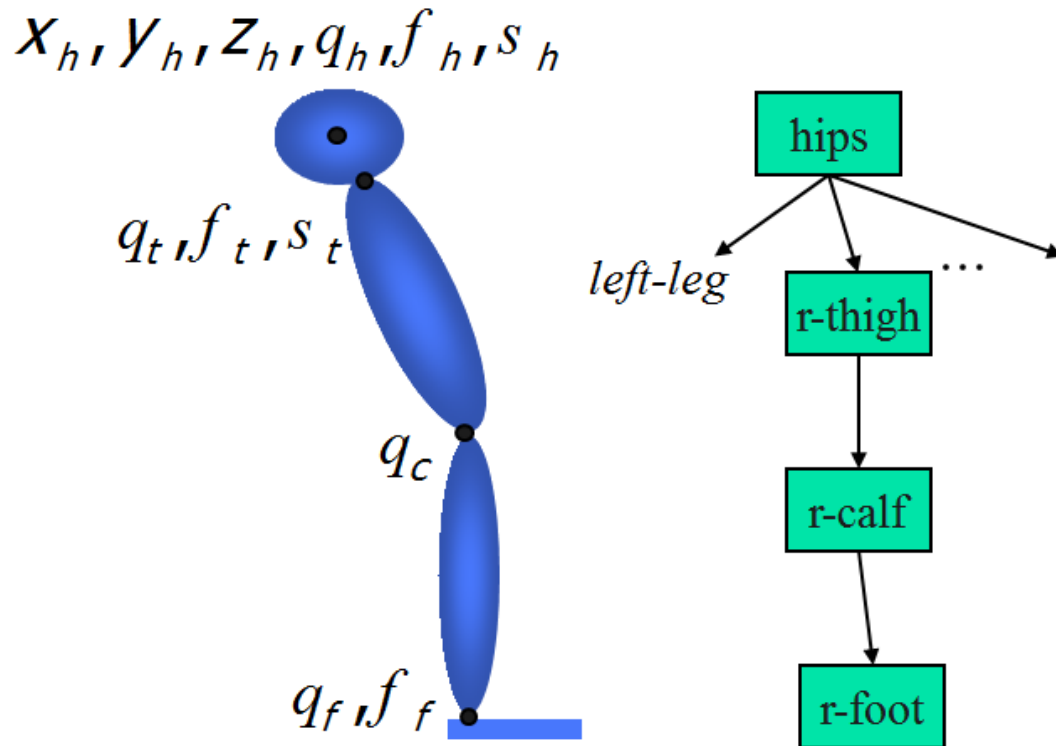 x_h, y_h, z_h, q_h, f_h, s_h
hips
q_t, f_t, s_t
left-leg
...
r-thigh
q_c
r-calf
q_f, f_f
r-foot